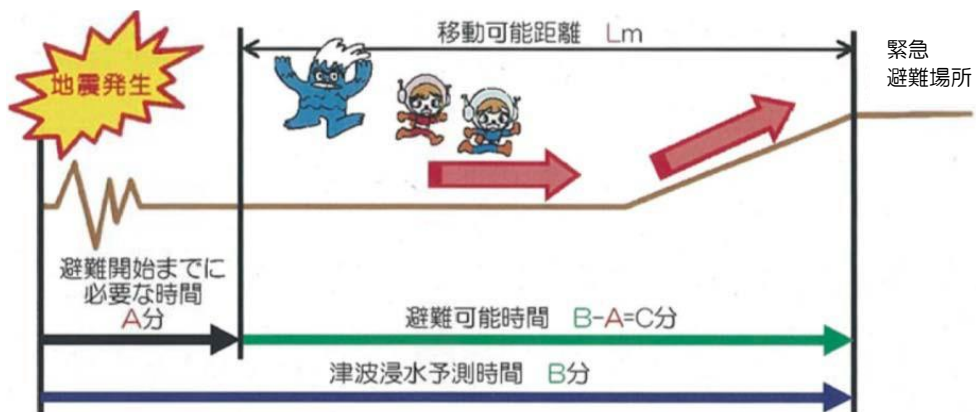 移動可能距離 Lm
緊急
避難場所
地震発生
避難開始までに
必要な時間
A分
避難可能時間 B-A=C分
津波浸水予測時間 B分